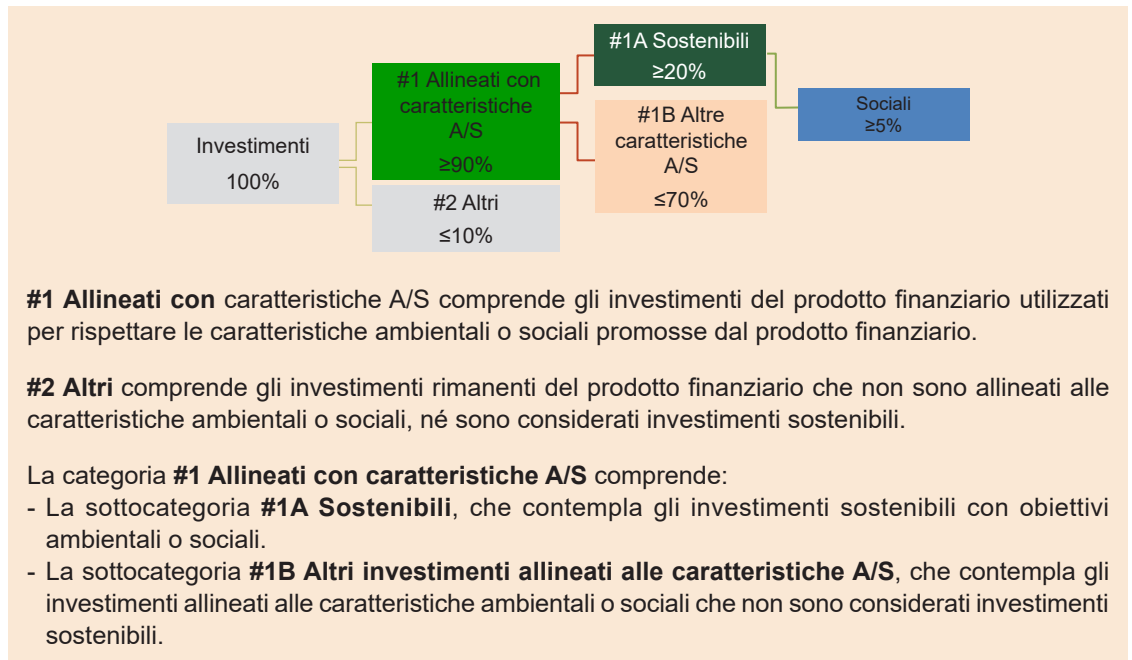 Investimenti
100%
#1 Allineati con
caratteristiche
A/S
≥90%
#2 Altri
≤10%
#1A Sostenibili
≥20%
#1B Altre
caratteristiche
A/S
≤70%
Sociali
≥5%
#1 Allineati con caratteristiche A/S comprende gli investimenti del prodotto finanziario utilizzati
per rispettare le caratteristiche ambientali o sociali promosse dal prodotto finanziario.
#2 Altri comprende gli investimenti rimanenti del prodotto finanziario che non sono allineati alle
caratteristiche ambientali o sociali, né sono considerati investimenti sostenibili.
La categoria #1 Allineati con caratteristiche A/S comprende:
- La sottocategoria #1A Sostenibili, che contempla gli investimenti sostenibili con obiettivi
ambientali o sociali.
- La sottocategoria #1B Altri investimenti allineati alle caratteristiche A/S, che contempla gli
investimenti allineati alle caratteristiche ambientali o sociali che non sono considerati investimenti
sostenibili.